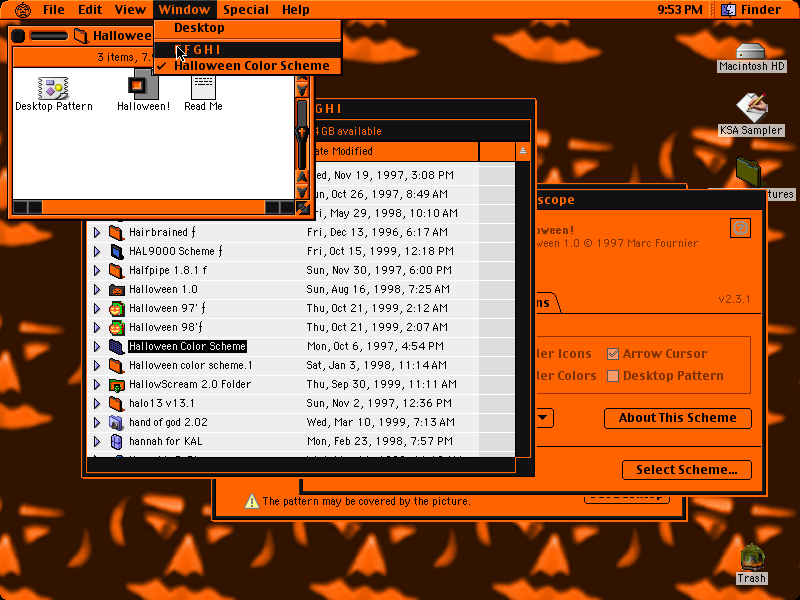 File Edit View Window Special Help 9:53 PM Finder
Desktop
F G H I
✓ Halloween Color Scheme
Hallowee
3 items, 7.
Desktop Pattern
Halloween!
Read Me
Macintosh HD
KSA Sampler
tures
Trash
G H I
4 GB available
ate Modified
ed, Nov 19, 1997, 3:08 PM
un, Oct 26, 1997, 8:49 AM
ri, May 29, 1998, 10:10 AM
Hairbrained ƒ Fri, Dec 13, 1996, 6:17 AM
HAL9000 Scheme ƒ Fri, Oct 15, 1999, 12:18 PM
Halfpipe 1.8.1 f Sun, Nov 30, 1997, 6:00 PM
Halloween 1.0 Sun, Aug 16, 1998, 7:25 AM
Halloween 97' ƒ Thu, Oct 21, 1999, 2:12 AM
Halloween 98'ƒ Thu, Oct 21, 1999, 2:07 AM
Halloween Color Scheme Mon, Oct 6, 1997, 4:54 PM
Halloween color scheme.1 Sat, Jan 3, 1998, 11:14 AM
HallowScream 2.0 Folder Thu, Sep 30, 1999, 11:11 AM
halo13 v13.1 Sun, Nov 2, 1997, 12:36 PM
hand of god 2.02 Wed, Mar 10, 1999, 7:13 AM
hannah for KAL Mon, Feb 23, 1998, 7:57 PM
scope
oween!
ween 1.0 © 1997 Marc Fournier
ns
v2.3.1
der Icons Arrow Cursor
der Colors Desktop Pattern
About This Scheme
Select Scheme...
The pattern may be covered by the picture.